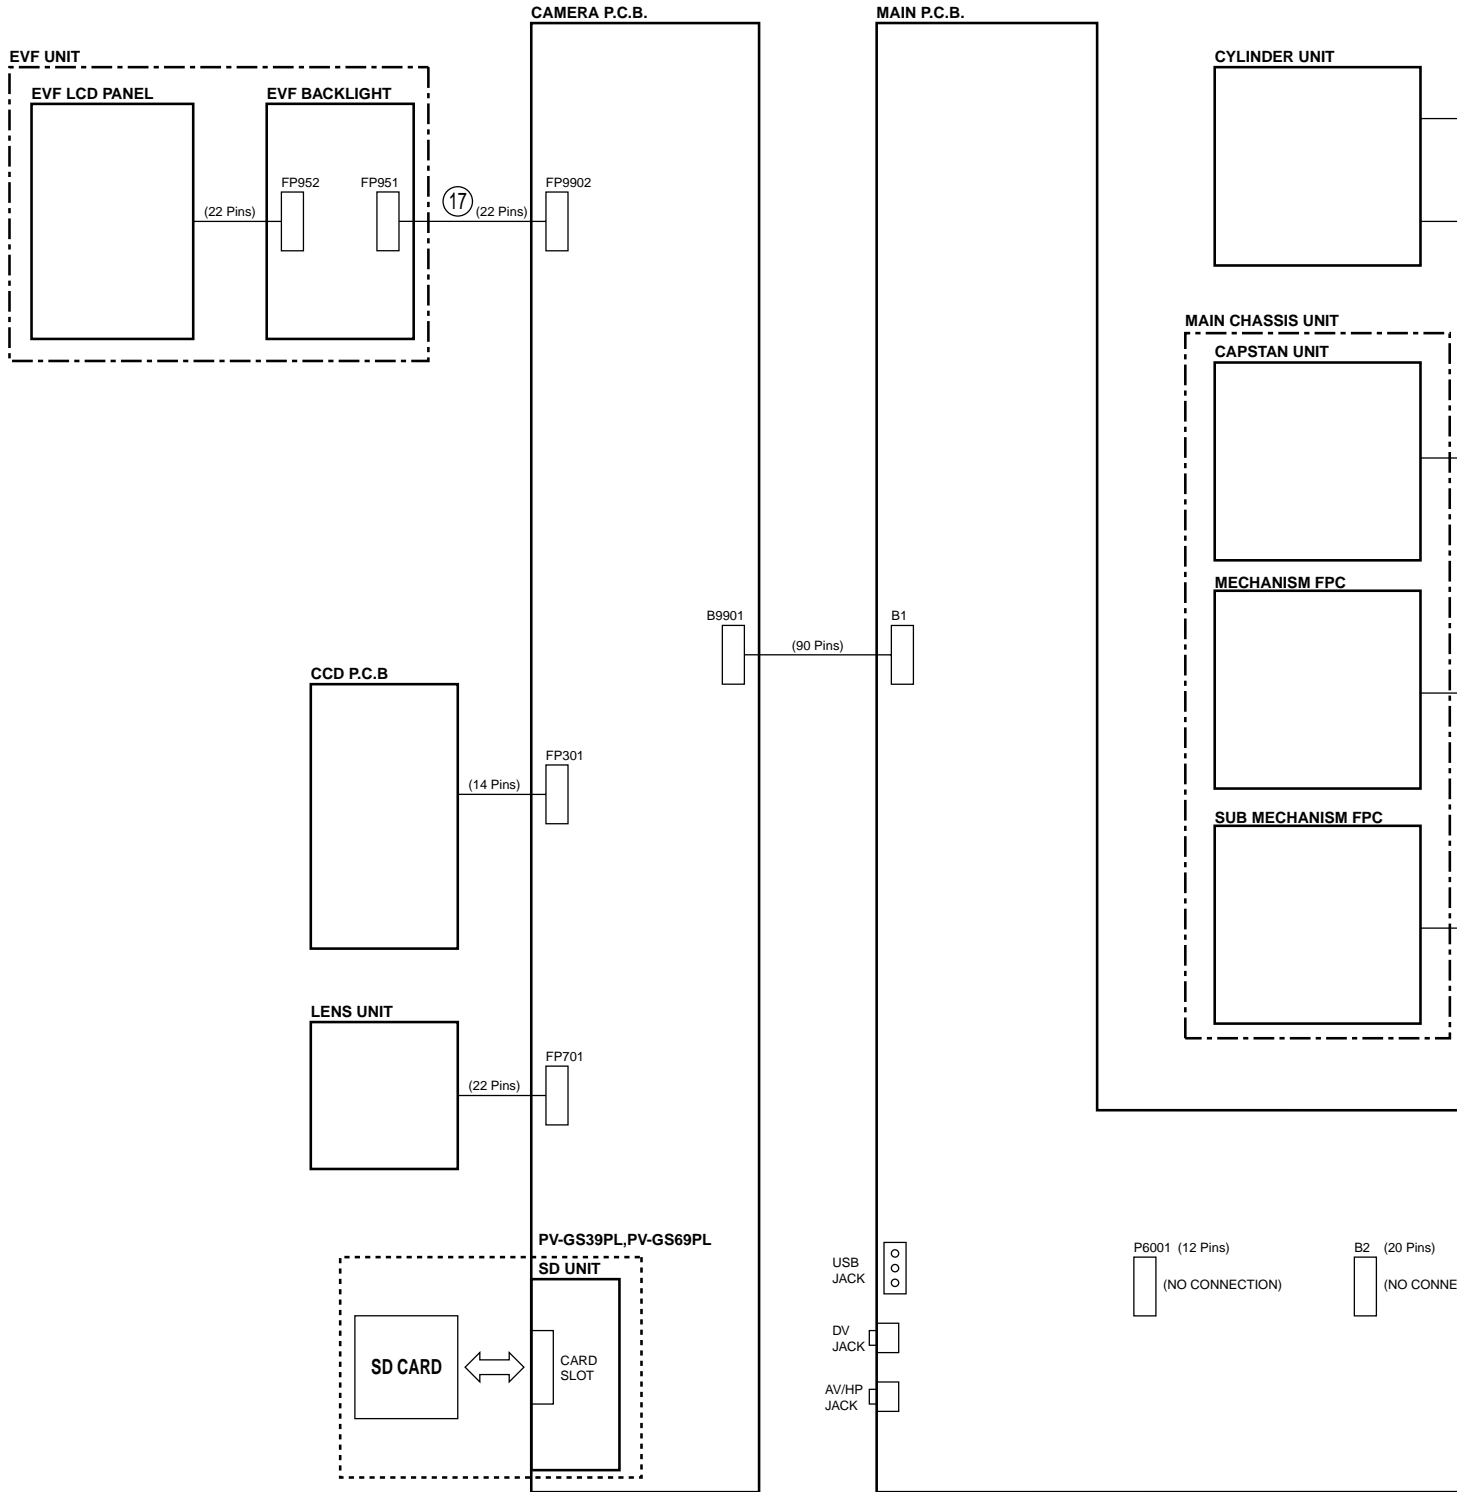 CAMERA P.C.B.
MAIN P.C.B.
EVF UNIT
CYLINDER UNIT
EVF LCD PANEL
EVF BACKLIGHT
FP952
FP951
FP9902
(22 Pins)
17
(22 Pins)
MAIN CHASSIS UNIT
CAPSTAN UNIT
MECHANISM FPC
B9901
B1
(90 Pins)
CCD P.C.B
FP301
(14 Pins)
SUB MECHANISM FPC
LENS UNIT
FP701
(22 Pins)
PV-GS39PL,PV-GS69PL
SD UNIT
SD CARD
CARD
SLOT
USB
JACK
DV
JACK
AV/HP
JACK
P6001 (12 Pins)
(NO CONNECTION)
B2 (20 Pins)
(NO CONNE